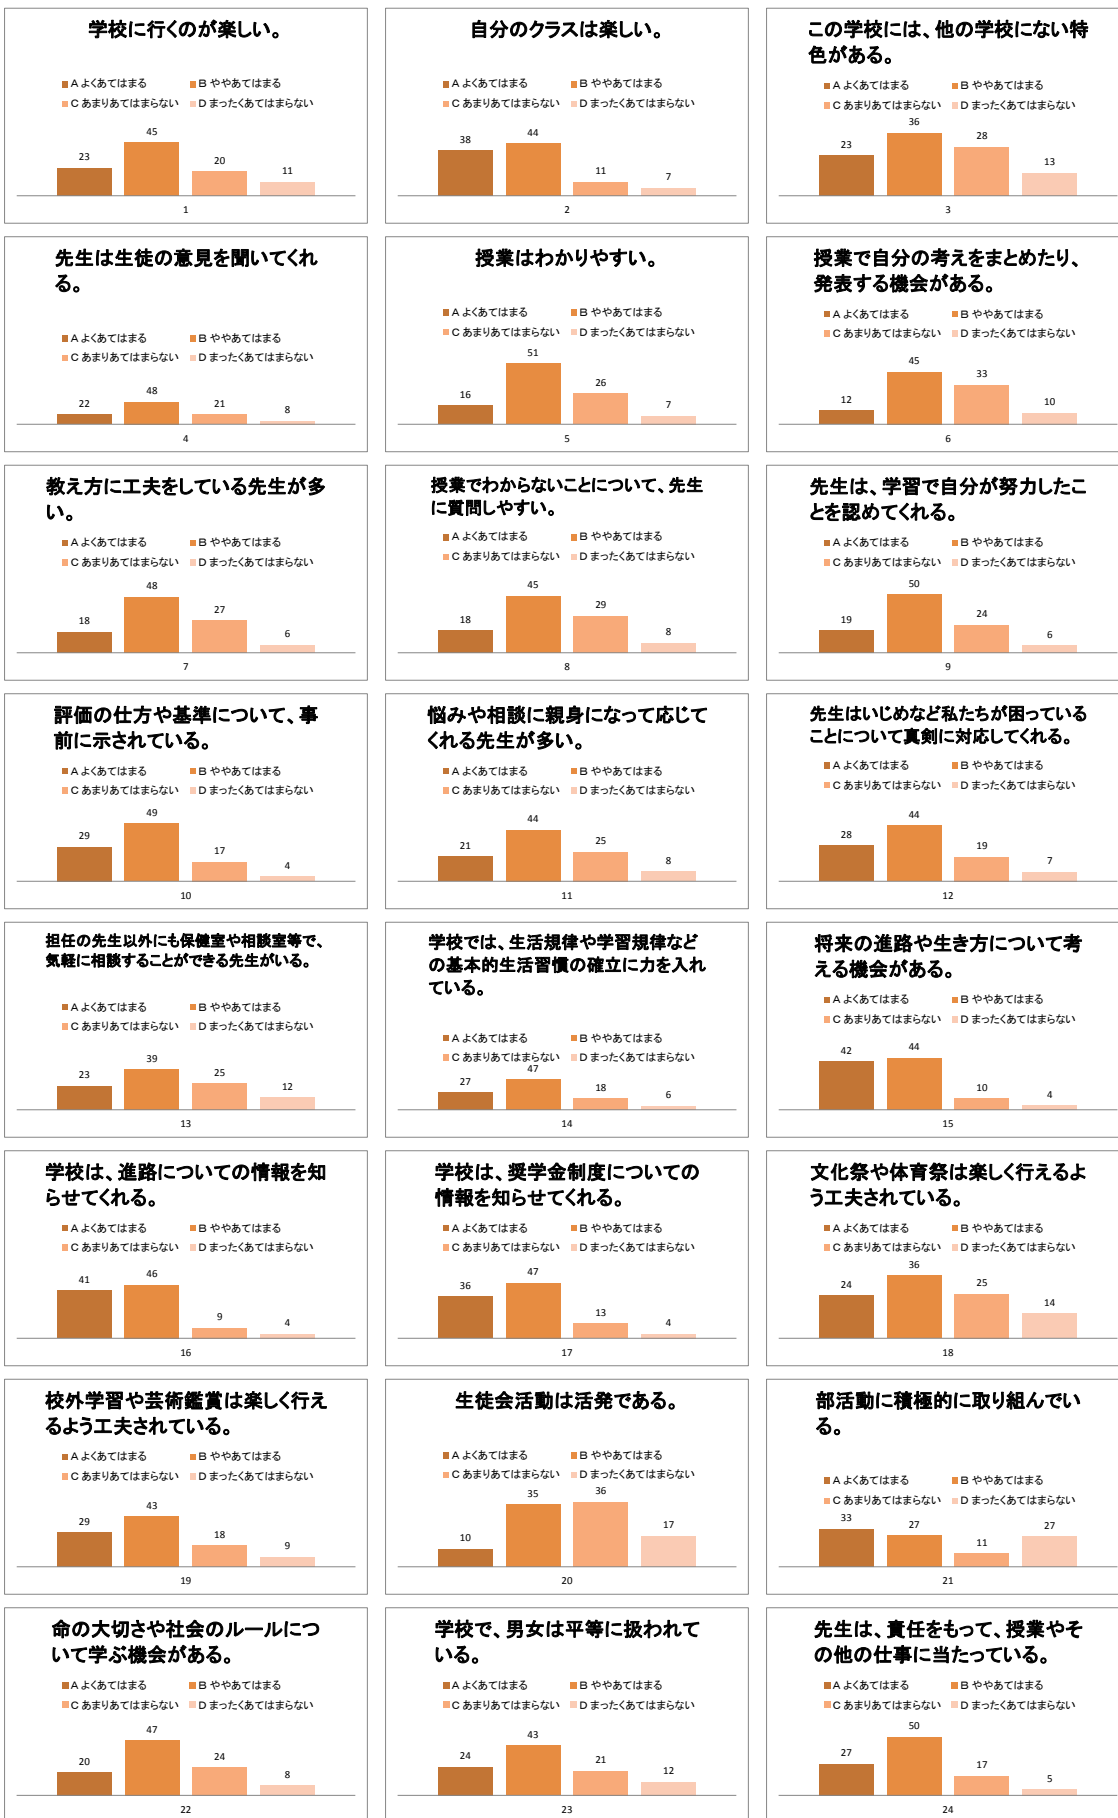 学校に行くのが楽しい。
A よくあてはまる B ややあてはまる
C あまりあてはまらない D まったくあてはまらない
23 45 20 11
1
自分のクラスは楽しい。
A よくあてはまる B ややあてはまる
C あまりあてはまらない D まったくあてはまらない
38 44 11 7
2
この学校には、他の学校にない特
色がある。
A よくあてはまる B ややあてはまる
C あまりあてはまらない D まったくあてはまらない
23 36 28 13
3
先生は生徒の意見を聞いてくれ
る。
A よくあてはまる B ややあてはまる
C あまりあてはまらない D まったくあてはまらない
22 48 21 8
4
授業はわかりやすい。
A よくあてはまる B ややあてはまる
C あまりあてはまらない D まったくあてはまらない
16 51 26 7
5
授業で自分の考えをまとめたり、
発表する機会がある。
A よくあてはまる B ややあてはまる
C あまりあてはまらない D まったくあてはまらない
12 45 33 10
6
教え方に工夫をしている先生が多
い。
A よくあてはまる B ややあてはまる
C あまりあてはまらない D まったくあてはまらない
18 48 27 6
7
授業でわからないことについて、先生
に質問しやすい。
A よくあてはまる B ややあてはまる
C あまりあてはまらない D まったくあてはまらない
18 45 29 8
8
先生は、学習で自分が努力したこ
とを認めてくれる。
A よくあてはまる B ややあてはまる
C あまりあてはまらない D まったくあてはまらない
19 50 24 6
9
評価の仕方や基準について、事
前に示されている。
A よくあてはまる B ややあてはまる
C あまりあてはまらない D まったくあてはまらない
29 49 17 4
10
悩みや相談に親身になって応じて
くれる先生が多い。
A よくあてはまる B ややあてはまる
C あまりあてはまらない D まったくあてはまらない
21 44 25 8
11
先生はいじめなど私たちが困っている
ことについて真剣に対応してくれる。
A よくあてはまる B ややあてはまる
C あまりあてはまらない D まったくあてはまらない
28 44 19 7
12
担任の先生以外にも保健室や相談室等で、
気軽に相談することができる先生がいる。
A よくあてはまる B ややあてはまる
C あまりあてはまらない D まったくあてはまらない
23 39 25 12
13
学校では、生活規律や学習規律など
の基本的生活習慣の確立に力を入れ
ている。
A よくあてはまる B ややあてはまる
C あまりあてはまらない D まったくあてはまらない
27 47 18 6
14
将来の進路や生き方について考
える機会がある。
A よくあてはまる B ややあてはまる
C あまりあてはまらない D まったくあてはまらない
42 44 10 4
15
学校は、進路についての情報を知
らせてくれる。
A よくあてはまる B ややあてはまる
C あまりあてはまらない D まったくあてはまらない
41 46 9 4
16
学校は、奨学金制度についての
情報を知らせてくれる。
A よくあてはまる B ややあてはまる
C あまりあてはまらない D まったくあてはまらない
36 47 13 4
17
文化祭や体育祭は楽しく行えるよ
う工夫されている。
A よくあてはまる B ややあてはまる
C あまりあてはまらない D まったくあてはまらない
24 36 25 14
18
校外学習や芸術鑑賞は楽しく行え
るよう工夫されている。
A よくあてはまる B ややあてはまる
C あまりあてはまらない D まったくあてはまらない
29 43 18 9
19
生徒会活動は活発である。
A よくあてはまる B ややあてはまる
C あまりあてはまらない D まったくあてはまらない
10 35 36 17
20
部活動に積極的に取り組んでい
る。
A よくあてはまる B ややあてはまる
C あまりあてはまらない D まったくあてはまらない
33 27 11 27
21
命の大切さや社会のルールにつ
いて学ぶ機会がある。
A よくあてはまる B ややあてはまる
C あまりあてはまらない D まったくあてはまらない
20 47 24 8
22
学校で、男女は平等に扱われて
いる。
A よくあてはまる B ややあてはまる
C あまりあてはまらない D まったくあてはまらない
24 43 21 12
23
先生は、責任をもって、授業やそ
の他の仕事に当たっている。
A よくあてはまる B ややあてはまる
C あまりあてはまらない D まったくあてはまらない
27 50 17 5
24